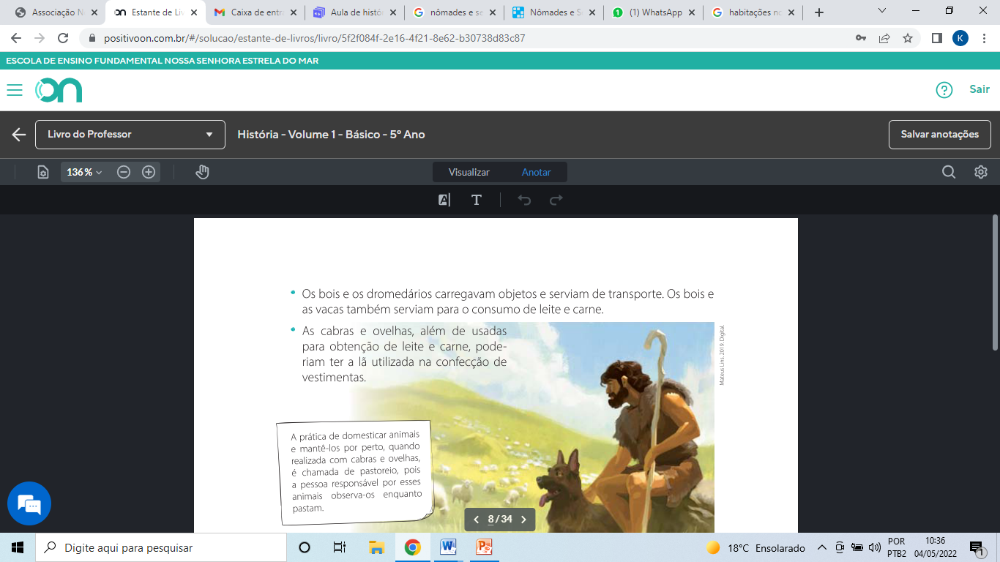 Associação N
Estante de Liv
Caixa de entr
Aula de histó
nômades e se
Nômades e S
(1) WhatsApp
habitações no
positivoon.com.br/#/solucao/estante-de-livros/livro/5f2f084f-2e16-4f21-8e62-b30738d83c87
K
ESCOLA DE ENSINO FUNDAMENTAL NOSSA SENHORA ESTRELA DO MAR
on
Sair
Livro do Professor
História - Volume 1 - Básico - 5º Ano
Salvar anotações
136%
Visualizar
Anotar
A
T
• Os bois e os dromedários carregavam objetos e serviam de transporte. Os bois e
as vacas também serviam para o consumo de leite e carne.
• As cabras e ovelhas, além de usadas
para obtenção de leite e carne, pode-
riam ter a lã utilizada na confecção de
vestimentas.
Mateus Lins. 2019. Digital.
A prática de domesticar animais
e mantê-los por perto, quando
realizada com cabras e ovelhas,
é chamada de pastoreio, pois
a pessoa responsável por esses
animais observa-os enquanto
pastam.
8 / 34
Digite aqui para pesquisar
18°C Ensolarado
POR
PTB2
10:36
04/05/2022
1